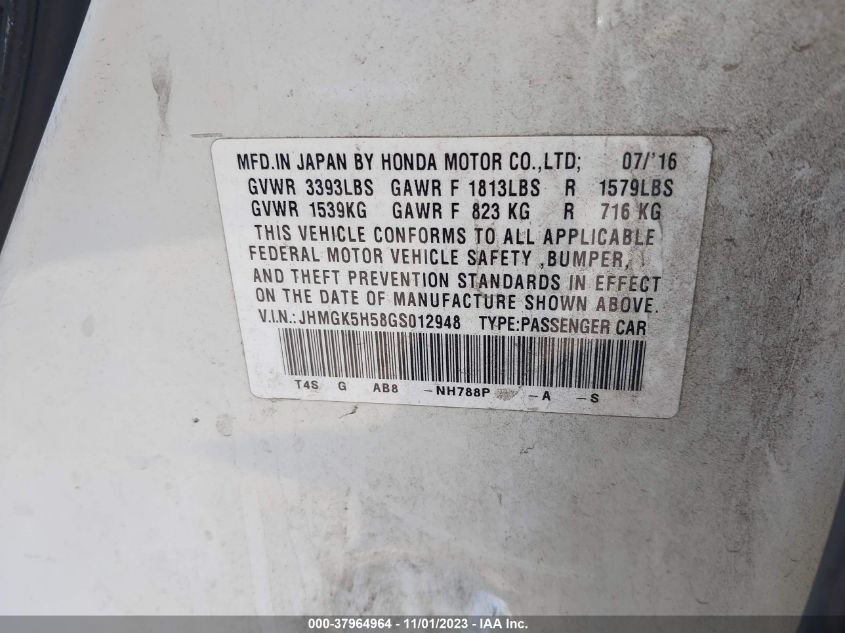 MFD.IN JAPAN BY HONDA MOTOR CO.,LTD; 07/'16
GVWR 3393LBS GAWR F 1813LBS R 1579LBS
GVWR 1539KG GAWR F 823 KG R 716 KG
THIS VEHICLE CONFORMS TO ALL APPLICABLE
FEDERAL MOTOR VEHICLE SAFETY ,BUMPER,
AND THEFT PREVENTION STANDARDS IN EFFECT
ON THE DATE OF MANUFACTURE SHOWN ABOVE.
V.I.N.: JHMGK5H58GS012948 TYPE:PASSENGER CAR
T4S G AB8 -NH788P -A -S
000-37964964 - 11/01/2023 - IAA Inc.